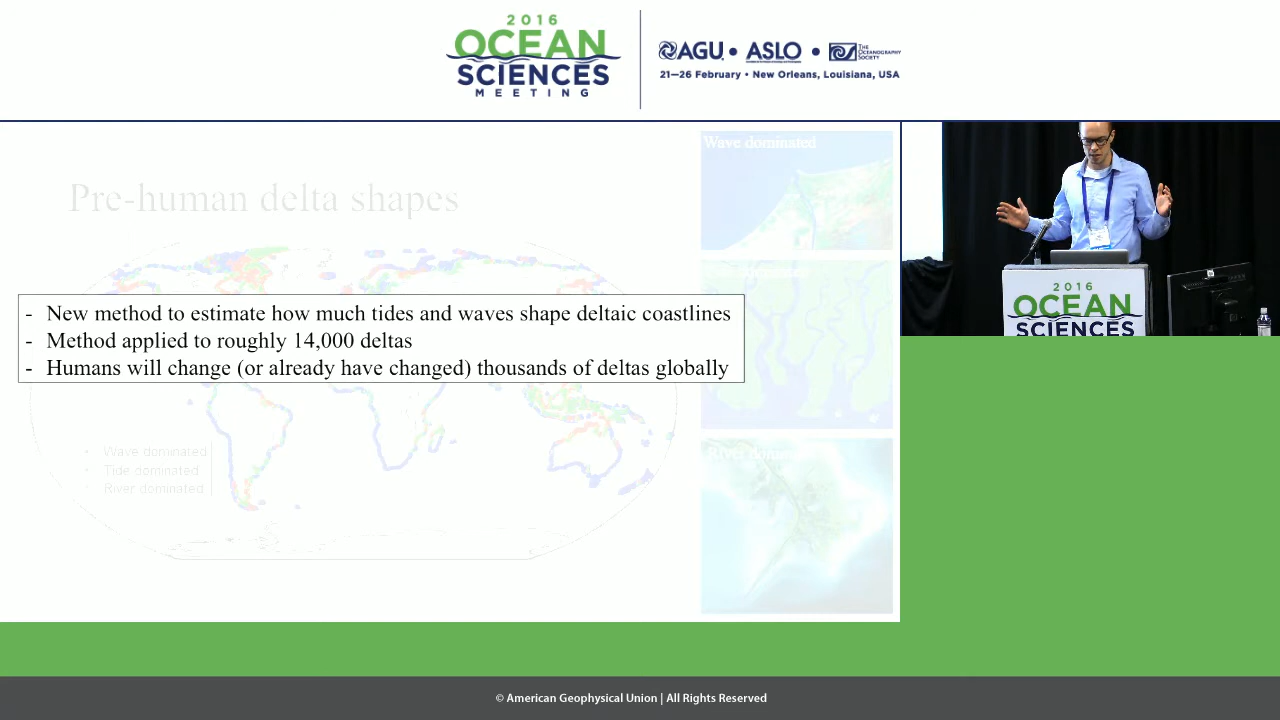 2016
OCEAN
SCIENCES
MEETING
AGU • ASLO • THE OCEANOGRAPHY SOCIETY
21—26 February • New Orleans, Louisiana, USA
Pre-human delta shapes
Wave dominated
- New method to estimate how much tides and waves shape deltaic coastlines
- Method applied to roughly 14,000 deltas
- Humans will change (or already have changed) thousands of deltas globally
• Wave dominated
• Tide dominated
• River dominated
River dominated
2016
OCEAN
SCIENCES
© American Geophysical Union | All Rights Reserved